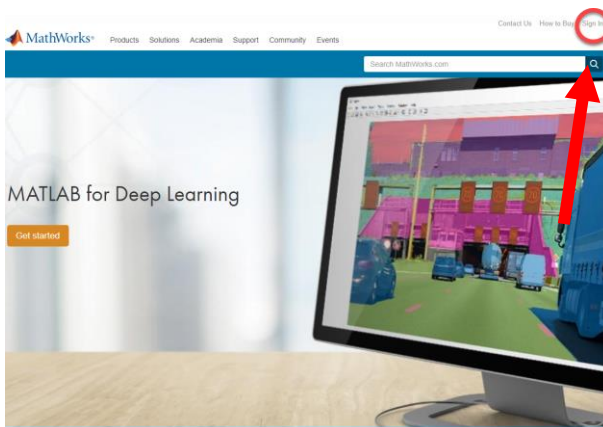 Contact Us How to Buy Sign In
MathWorks® Products Solutions Academia Support Community Events
Search MathWorks.com
MATLAB for Deep Learning
Get started